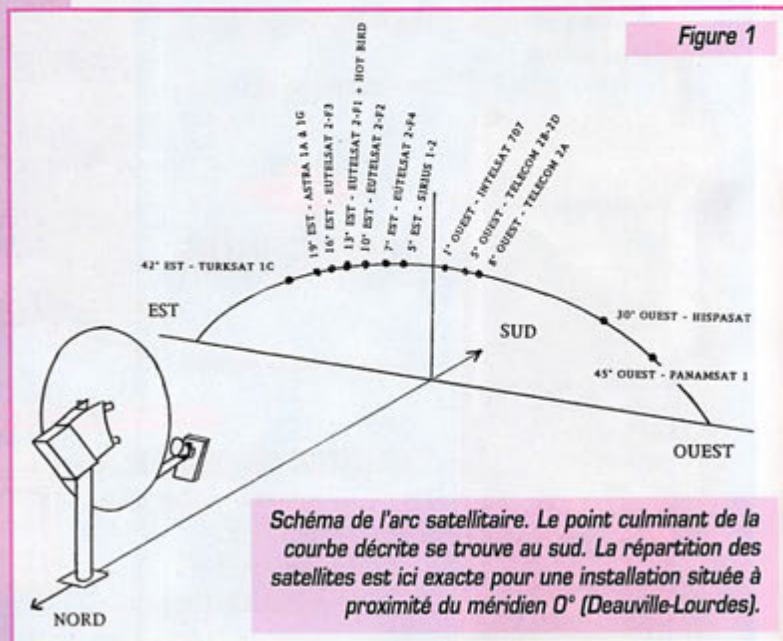 Figure 1
42° EST - TURKSAT 1C
19° EST - ASTRA 1A à 1G
16° EST - EUTELSAT 2-F3
13° EST - EUTELSAT 2-F1 + HOT BIRD
10° EST - EUTELSAT 2-F2
7° EST - EUTELSAT 2-F4
5° EST - SIRIUS 1-2
1° OUEST - INTELSAT 707
5° OUEST - TELECOM 2B-2D
8° OUEST - TELECOM 2A
30° OUEST - HISPASAT
45° OUEST - PANAMSAT 1
EST
SUD
OUEST
NORD
Schéma de l'arc satellitaire. Le point culminant de la
courbe décrite se trouve au sud. La répartition des
satellites est ici exacte pour une installation située à
proximité du méridien 0° (Deauville-Lourdes).